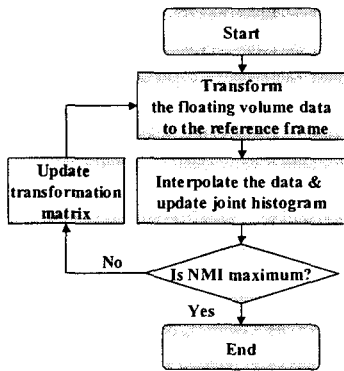 Start
Transform
the floating volume data
to the reference frame
Update
transformation
matrix
Interpolate the data &
update joint histogram
No
Is NMI maximum?
Yes
End